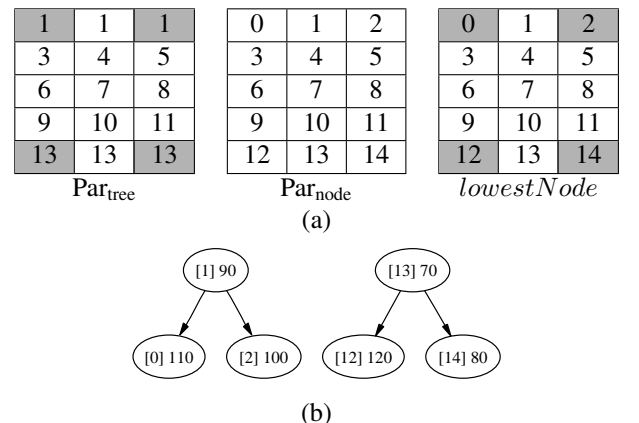 1 1 1 0 1 2 0 1 2
3 4 5 3 4 5 3 4 5
6 7 8 6 7 8 6 7 8
9 10 11 9 10 11 9 10 11
13 13 13 12 13 14 12 13 14
Par_tree Par_node lowestNode
(a)
[1] 90 [13] 70
[0] 110 [2] 100 [12] 120 [14] 80
(b)